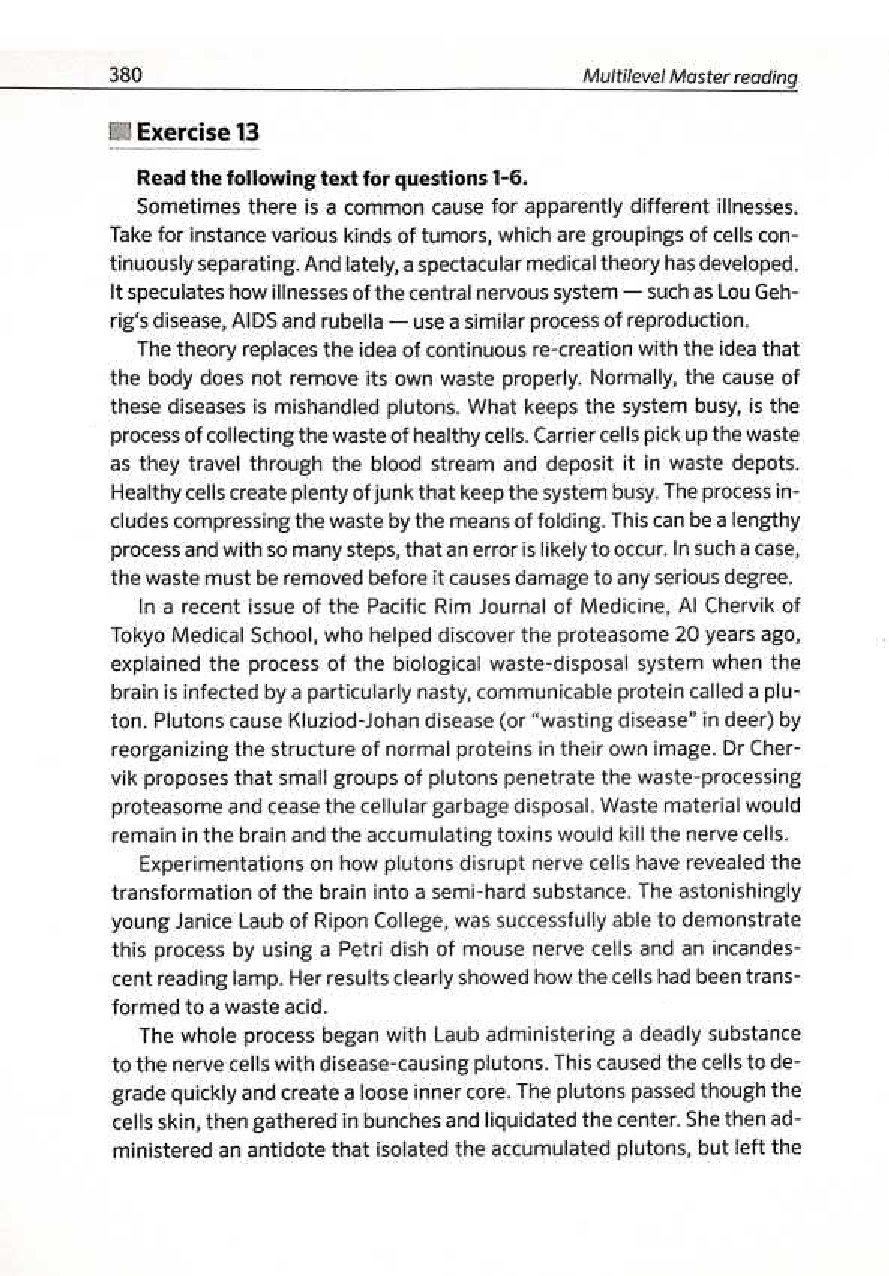 380
Multilevel Master reading
Exercise 13
Read the following text for questions 1-6.
Sometimes there is a common cause for apparently different illnesses.
Take for instance various kinds of tumors, which are groupings of cells con-
tinuously separating. And lately, a spectacular medical theory has developed.
It speculates how illnesses of the central nervous system — such as Lou Geh-
rig's disease, AIDS and rubella — use a similar process of reproduction.
The theory replaces the idea of continuous re-creation with the idea that
the body does not remove its own waste properly. Normally, the cause of
these diseases is mishandled plutons. What keeps the system busy, is the
process of collecting the waste of healthy cells. Carrier cells pick up the waste
as they travel through the blood stream and deposit it in waste depots.
Healthy cells create plenty of junk that keep the system busy. The process in-
cludes compressing the waste by the means of folding. This can be a lengthy
process and with so many steps, that an error is likely to occur. In such a case,
the waste must be removed before it causes damage to any serious degree.
In a recent issue of the Pacific Rim Journal of Medicine, Al Chervik of
Tokyo Medical School, who helped discover the proteasome 20 years ago,
explained the process of the biological waste-disposal system when the
brain is infected by a particularly nasty, communicable protein called a plu-
ton. Plutons cause Kluziod-Johan disease (or "wasting disease" in deer) by
reorganizing the structure of normal proteins in their own image. Dr Cher-
vik proposes that small groups of plutons penetrate the waste-processing
proteasome and cease the cellular garbage disposal. Waste material would
remain in the brain and the accumulating toxins would kill the nerve cells.
Experimentations on how plutons disrupt nerve cells have revealed the
transformation of the brain into a semi-hard substance. The astonishingly
young Janice Laub of Ripon College, was successfully able to demonstrate
this process by using a Petri dish of mouse nerve cells and an incandes-
cent reading lamp. Her results clearly showed how the cells had been trans-
formed to a waste acid.
The whole process began with Laub administering a deadly substance
to the nerve cells with disease-causing plutons. This caused the cells to de-
grade quickly and create a loose inner core. The plutons passed though the
cells skin, then gathered in bunches and liquidated the center. She then ad-
ministered an antidote that isolated the accumulated plutons, but left the